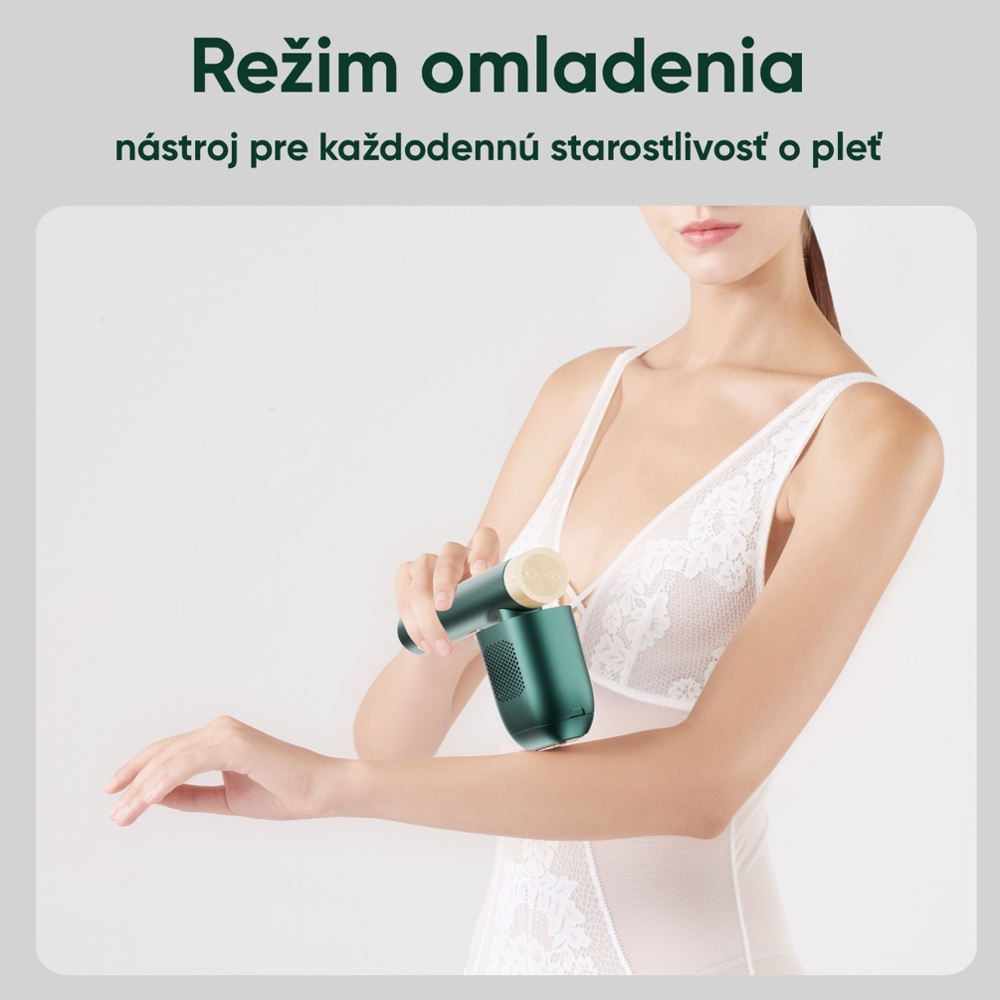 Režim omladenia
nástroj pre každodennú starostlivosť o pleť